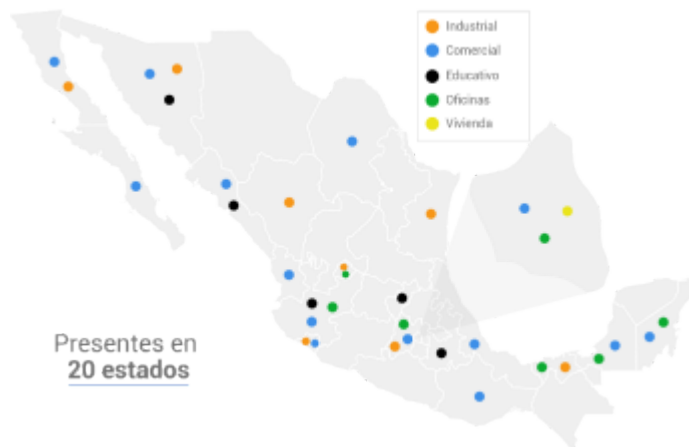 Industrial
Comercial
Educativo
Oficinas
Vivienda
Presentes en
20 estados